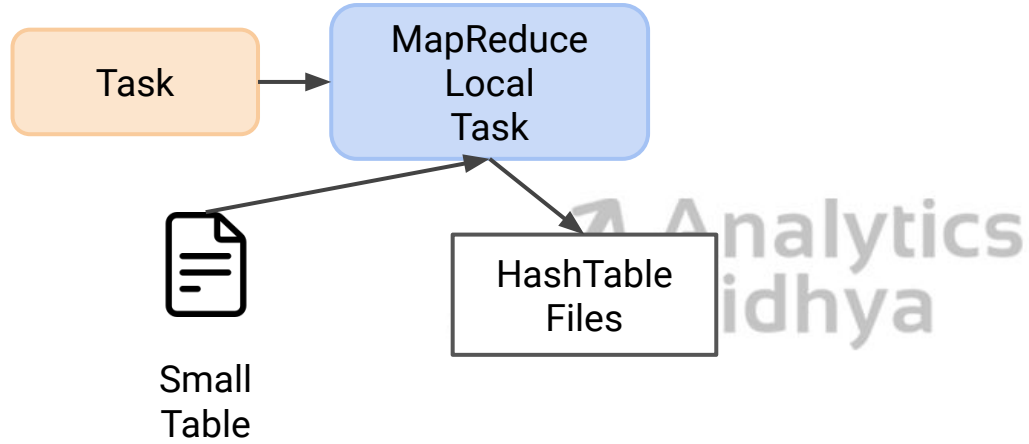 Task
MapReduce
Local
Task
Analytics
idhya
HashTable
Files
Small
Table